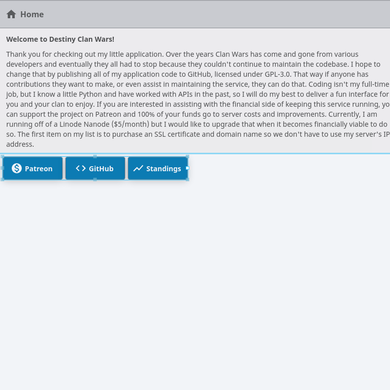 Home
Welcome to Destiny Clan Wars!
Thank you for checking out my little application. Over the years Clan Wars has come and gone from various
developers and eventually they all had to stop because they couldn't continue to maintain the codebase. I hope to
change that by publishing all of my application code to GitHub, licensed under GPL-3.0. That way if anyone has
contributions they want to make, or even assist in maintaining the service, they can do that. Coding isn't my full-time
job, but I know a little Python and have worked with APIs in the past, so I will do my best to deliver a fun interface for
you and your clan to enjoy. If you are interested in assisting with the financial side of keeping this service running, yo
can support the project on Patreon and 100% of your funds go to server costs and improvements. Currently, I am
running off of a Linode Nanode ($5/month) but I would like to upgrade that when it becomes financially viable to do
so. The first item on my list is to purchase an SSL certificate and domain name so we don't have to use my server's IP
address.
Patreon GitHub Standings